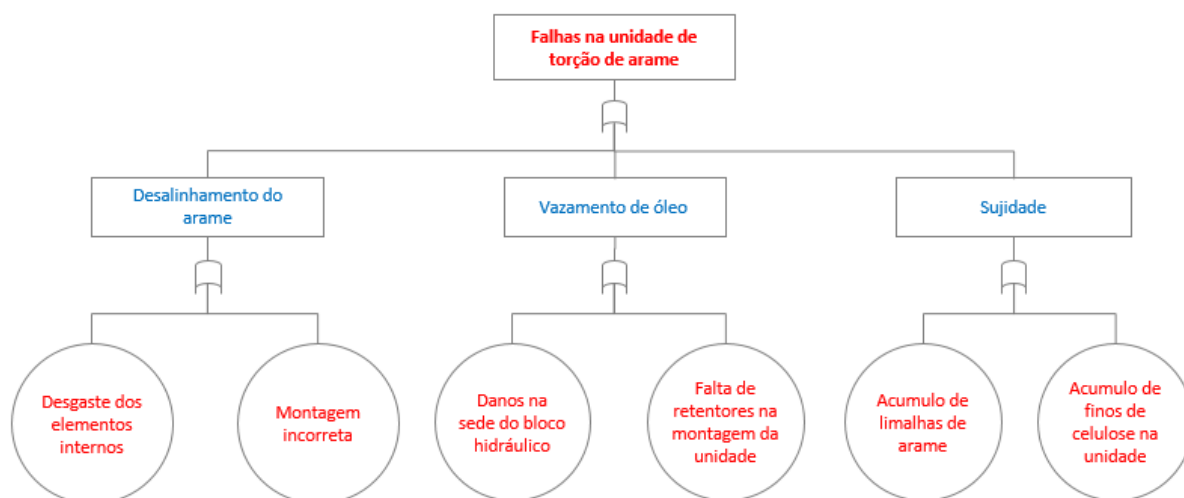 Falhas na unidade de
torção de arame
Desalinhamento do
arame
Vazamento de óleo
Sujidade
Desgaste dos
elementos
internos
Montagem
incorreta
Danos na
sede do bloco
hidráulico
Falta de
retentores na
montagem da
unidade
Acumulo de
limalhas de
arame
Acumulo de
finos de
celulose na
unidade